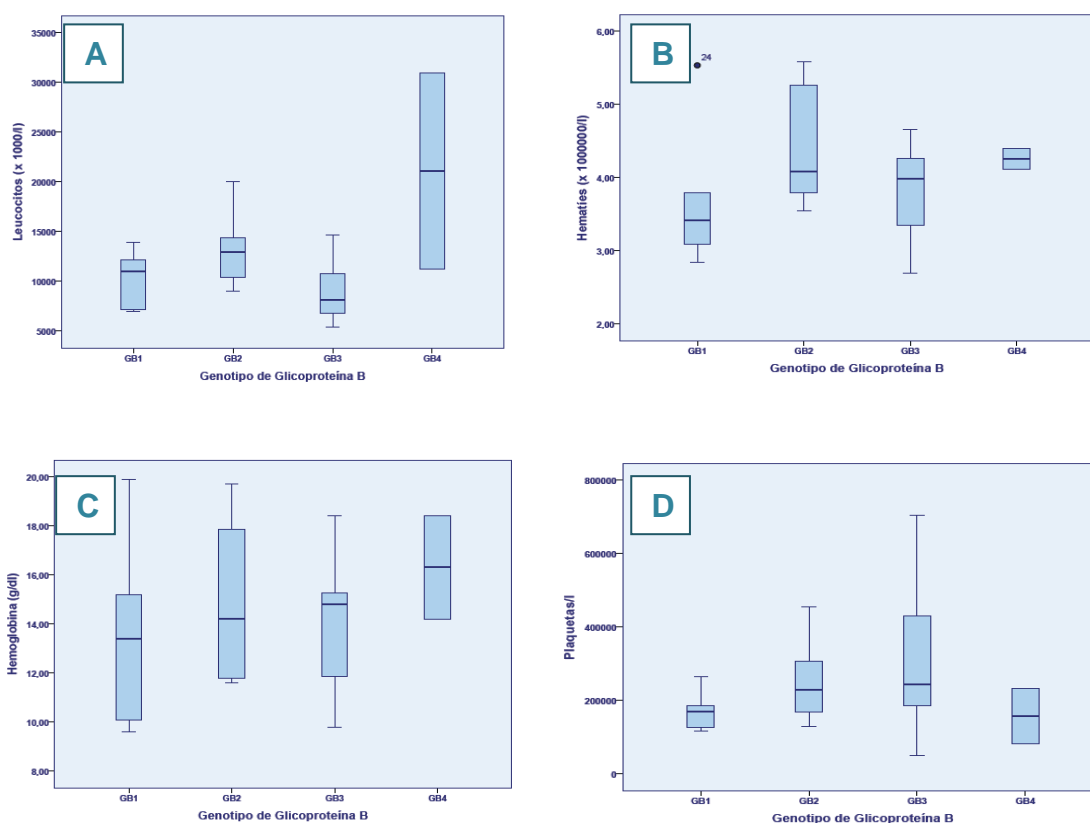 A
35000
30000
25000
20000
15000
10000
5000
Leucocitos (x 1000/l)
GB1 GB2 GB3 GB4
Genotipo de Glicoproteína B
B
24
6,00
5,00
4,00
3,00
2,00
Hematíes (x 1000000/l)
GB1 GB2 GB3 GB4
Genotipo de Glicoproteína B
C
20,00
18,00
16,00
14,00
12,00
10,00
8,00
Hemoglobina (g/dl)
GB1 GB2 GB3 GB4
Genotipo de Glicoproteína B
D
800000
600000
400000
200000
0
Plaquetas/l
GB1 GB2 GB3 GB4
Genotipo de Glicoproteína B